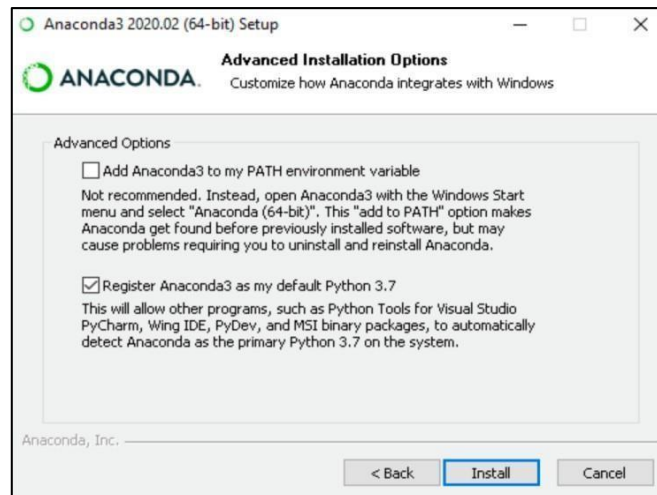 Anaconda3 2020.02 (64-bit) Setup
ANACONDA.
Advanced Installation Options
Customize how Anaconda integrates with Windows
Advanced Options
Add Anaconda3 to my PATH environment variable
Not recommended. Instead, open Anaconda3 with the Windows Start
menu and select "Anaconda (64-bit)". This "add to PATH" option makes
Anaconda get found before previously installed software, but may
cause problems requiring you to uninstall and reinstall Anaconda.
Register Anaconda3 as my default Python 3.7
This will allow other programs, such as Python Tools for Visual Studio
PyCharm, Wing IDE, PyDev, and MSI binary packages, to automatically
detect Anaconda as the primary Python 3.7 on the system.
Anaconda, Inc.
< Back Install Cancel